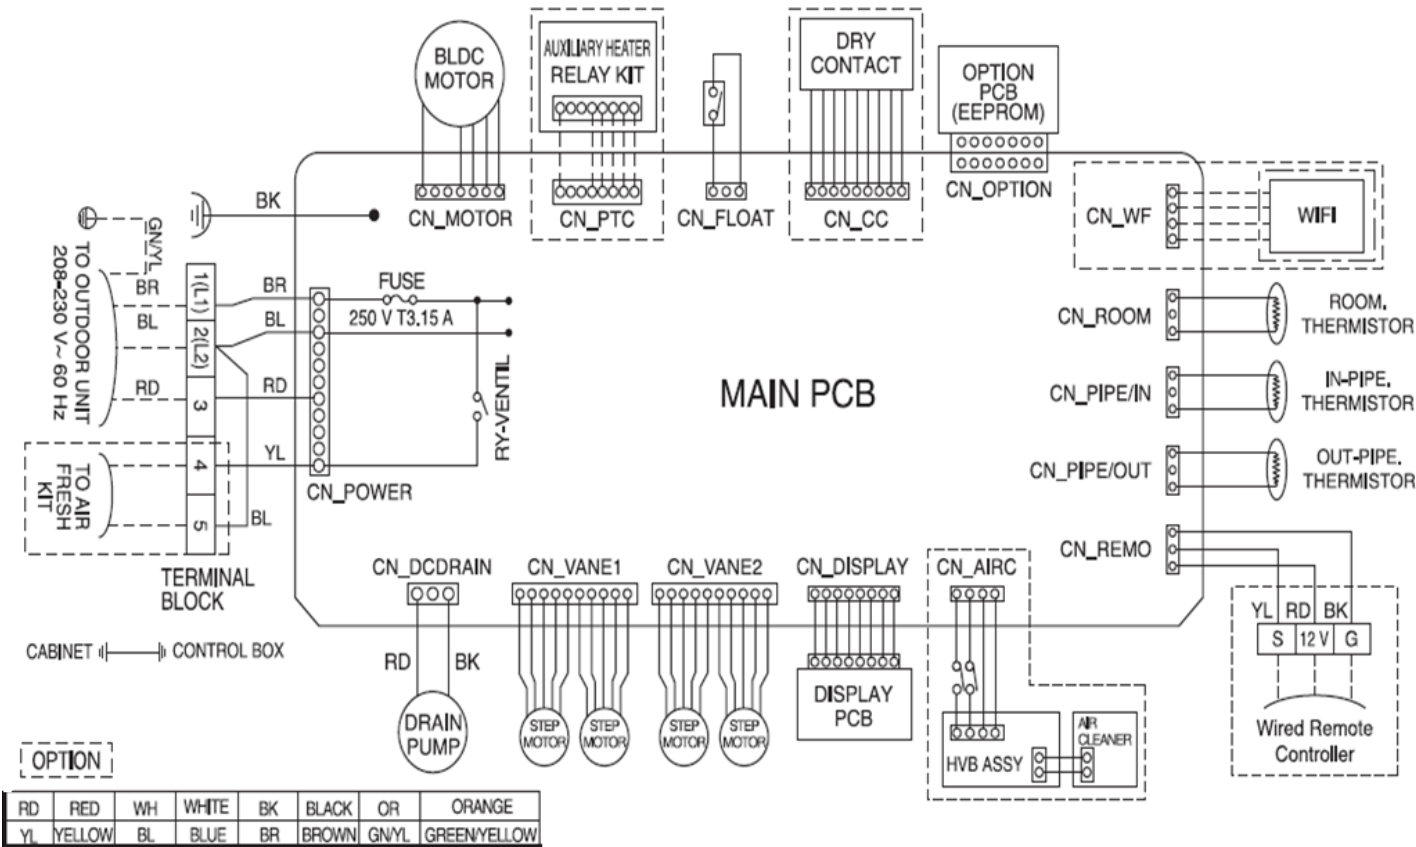 BLDC
MOTOR
CN_MOTOR
AUXILIARY HEATER
RELAY KIT
CN_PTC
CN_FLOAT
DRY
CONTACT
CN_CC
OPTION
PCB
(EEPROM)
CN_OPTION
CN_WF
WIFI
CN_ROOM
ROOM.
THERMISTOR
CN_PIPE/IN
IN-PIPE.
THERMISTOR
CN_PIPE/OUT
OUT-PIPE.
THERMISTOR
CN_REMO
YL RD BK
S 12 V G
Wired Remote
Controller
MAIN PCB
BK
GN/YL
TO OUTDOOR UNIT
208-230 V~ 60 Hz
BR
BL
RD
1(L1)
2(L2)
3
4
5
BR
BL
RD
YL
BL
FUSE
250 V T3.15 A
RY-VENTIL
CN_POWER
TO AIR
FRESH
KIT
TERMINAL
BLOCK
CABINET CONTROL BOX
CN_DCDRAIN
RD BK
DRAIN
PUMP
CN_VANE1
STEP
MOTOR
STEP
MOTOR
CN_VANE2
STEP
MOTOR
STEP
MOTOR
CN_DISPLAY
DISPLAY
PCB
CN_AIRC
HVB ASSY
AIR
CLEANER
OPTION
RD RED WH WHITE BK BLACK OR ORANGE
YL YELLOW BL BLUE BR BROWN GN/YL GREEN/YELLOW